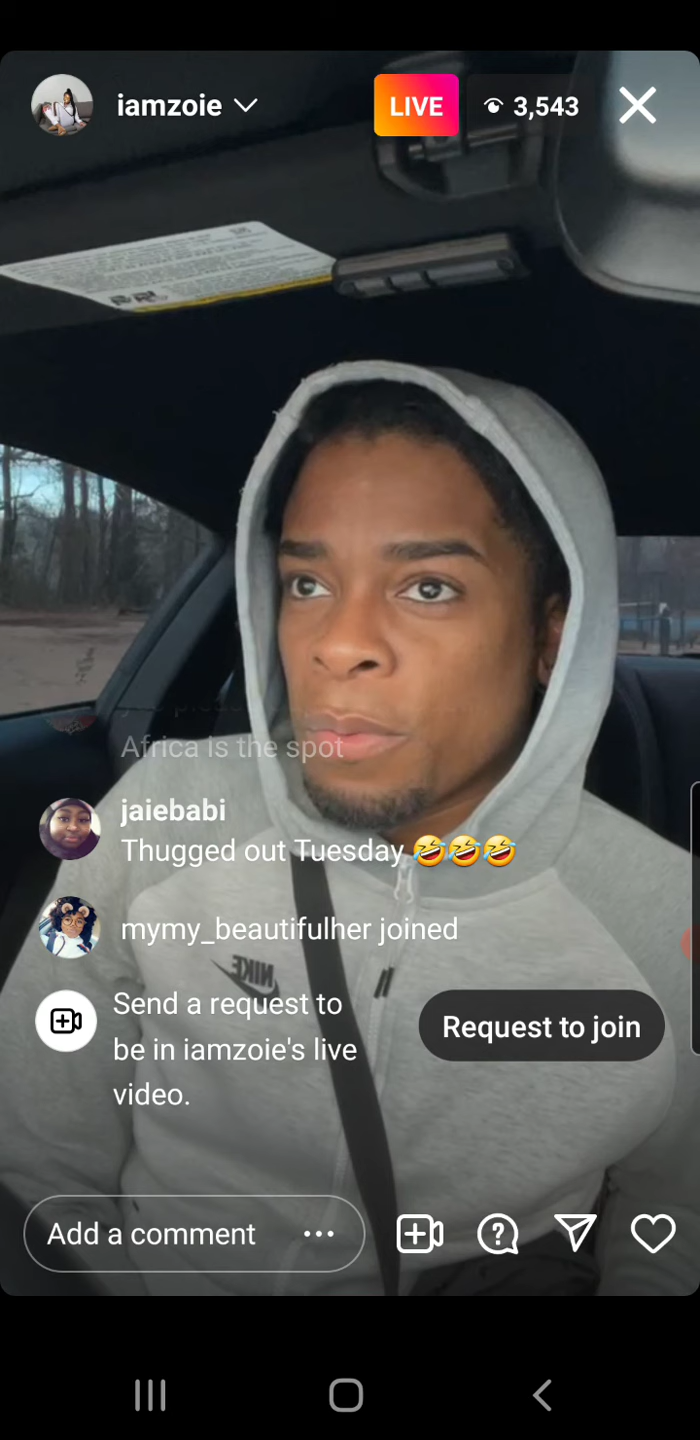 iamzoie
LIVE
3,543
Africa is the spot
jaiebabi
Thugged out Tuesday 🤣🤣🤣
mymy_beautifulher joined
NIKE
Send a request to
be in iamzoie's live
video.
Request to join
Add a comment